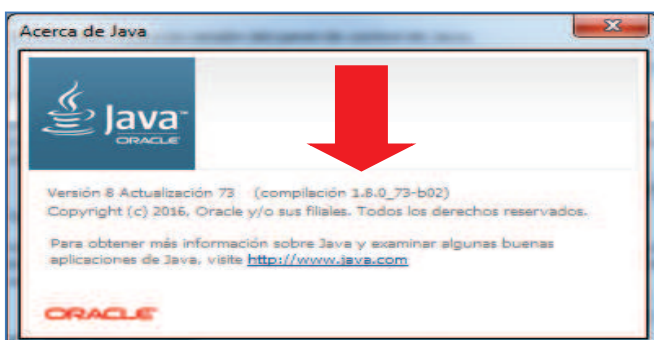 Acerca de Java
Java™
ORACLE
Versión 8 Actualización 73 (compilación 1.8.0_73-b02)
Copyright (c) 2016, Oracle y/o sus filiales. Todos los derechos reservados.
Para obtener más información sobre Java y examinar algunas buenas
aplicaciones de Java, visite http://www.java.com
ORACLE